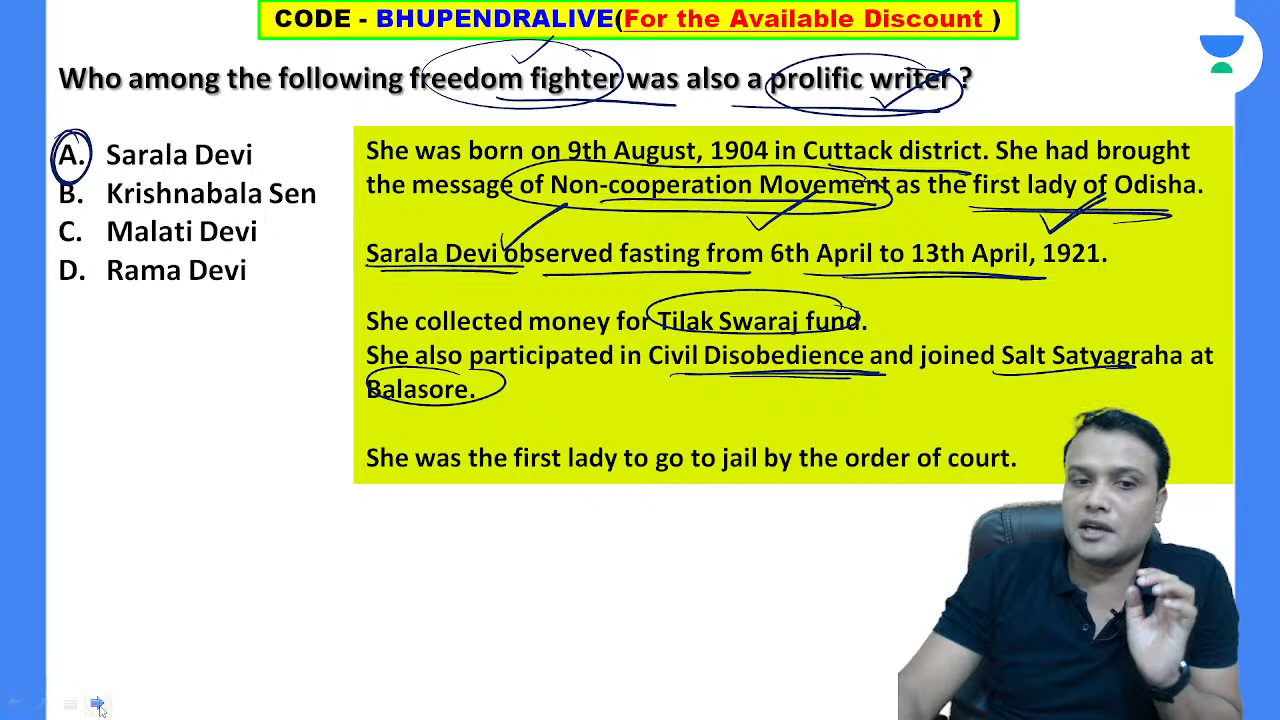 CODE - BHUPENDRALIVE(For the Available Discount )
Who among the following freedom fighter was also a prolific writer ?
A. Sarala Devi
B. Krishnabala Sen
C. Malati Devi
D. Rama Devi
She was born on 9th August, 1904 in Cuttack district. She had brought
the message of Non-cooperation Movement as the first lady of Odisha.
Sarala Devi observed fasting from 6th April to 13th April, 1921.
She collected money for Tilak Swaraj fund.
She also participated in Civil Disobedience and joined Salt Satyagraha at
Balasore.
She was the first lady to go to jail by the order of court.